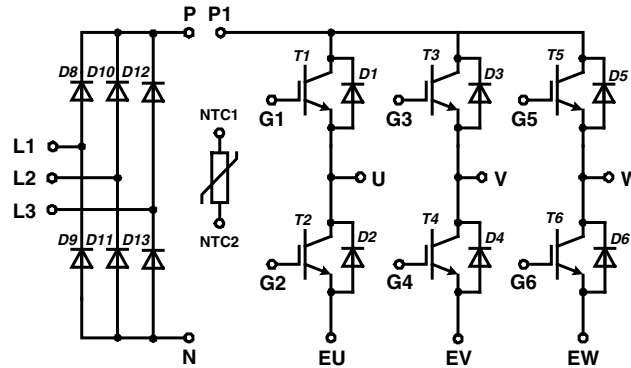 P P1
T1 T3 T5
D8 D10 D12 D1 D3 D5
NTC1
G1 G3 G5
L1
L2 U V W
L3
D9 D11 D13 NTC2 T2 T4 T6
D2 D4 D6
G2 G4 G6
N EU EV EW